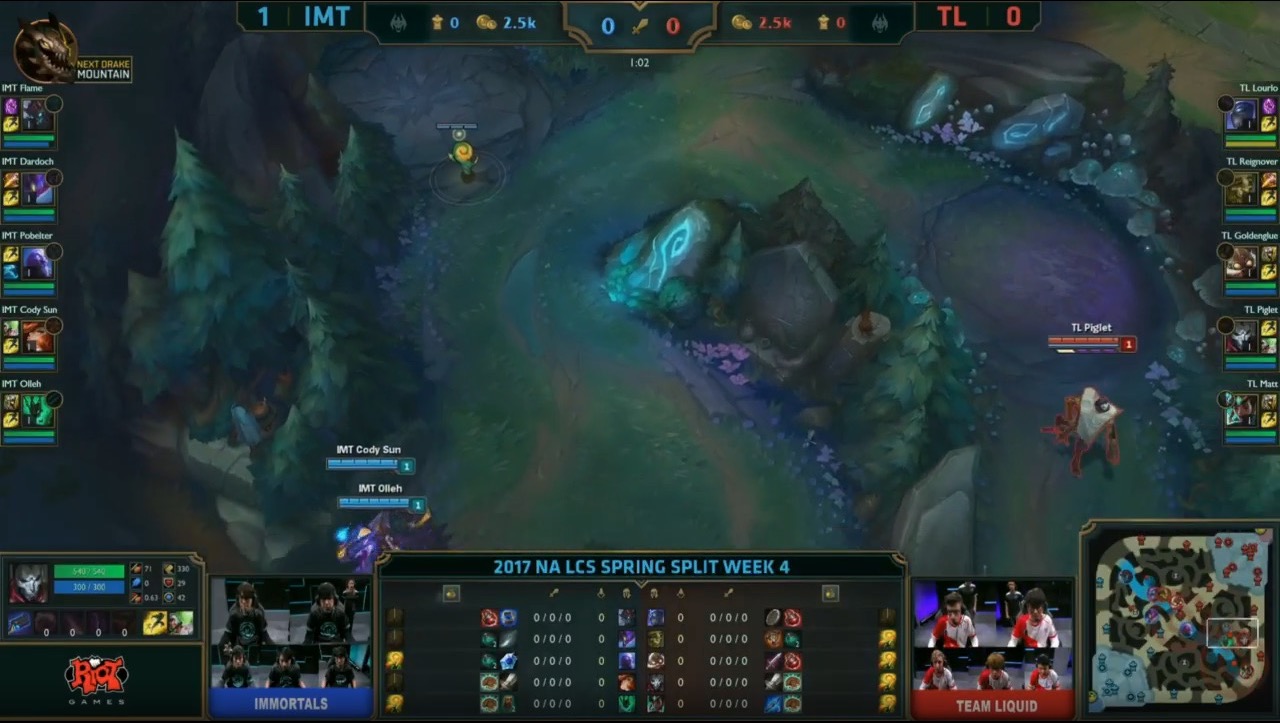 1 IMT 0 2.5k 0 0 2.5k 0 TL 0
1:02
NEXT DRAKE
MOUNTAIN
IMT Flame
IMT Dardoch
IMT Pobelter
IMT Cody Sun
IMT Olleh
TL Lourlo
TL Reignover
TL Goldenglue
TL Piglet
TL Matt
TL Piglet
1
IMT Cody Sun
1
IMT Olleh
1
540 / 540
300 / 300
71 330
0 29
0.63 42
0 0 0 0
RIOT
GAMES
IMMORTALS
2017 NA LCS SPRING SPLIT WEEK 4
0/0/0 0 0 0/0/0
0/0/0 0 0 0/0/0
0/0/0 0 0 0/0/0
0/0/0 0 0 0/0/0
0/0/0 0 0 0/0/0
TEAM LIQUID